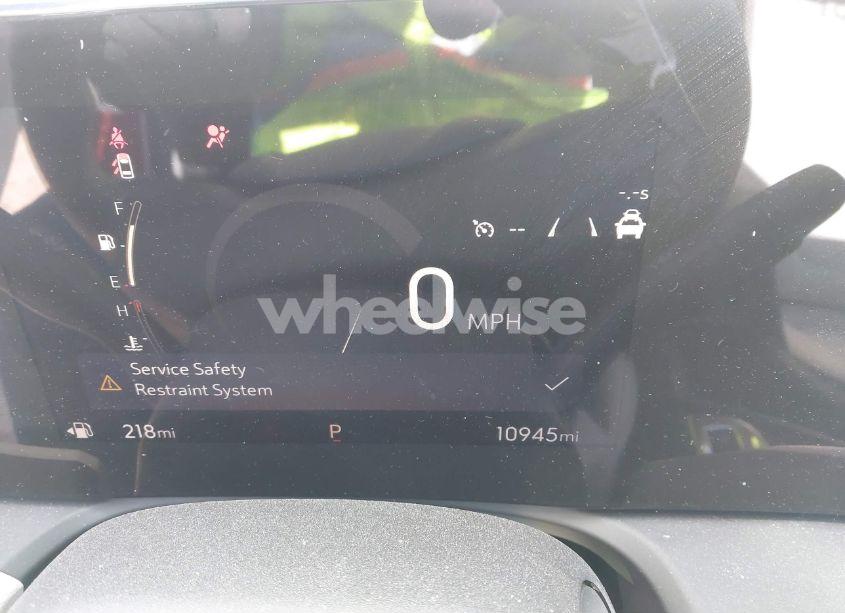 -.-s
F
--
E
0 MPH
H
wheelwise
Service Safety
Restraint System
218mi
P
10945mi